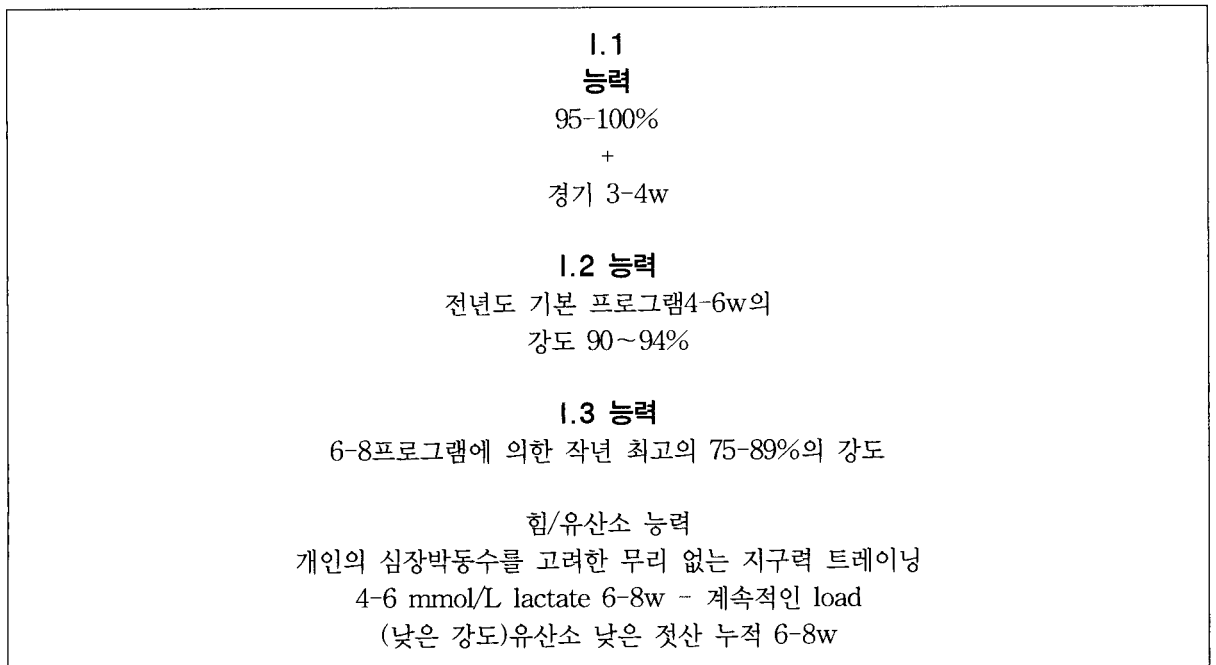 I.1
능력
95-100%
+
경기 3-4w
I.2 능력
전년도 기본 프로그램4-6w의
강도 90~94%
I.3 능력
6-8프로그램에 의한 작년 최고의 75-89%의 강도
힘/유산소 능력
개인의 심장박동수를 고려한 무리 없는 지구력 트레이닝
4-6 mmol/L lactate 6-8w - 계속적인 load
(낮은 강도)유산소 낮은 젓산 누적 6-8w